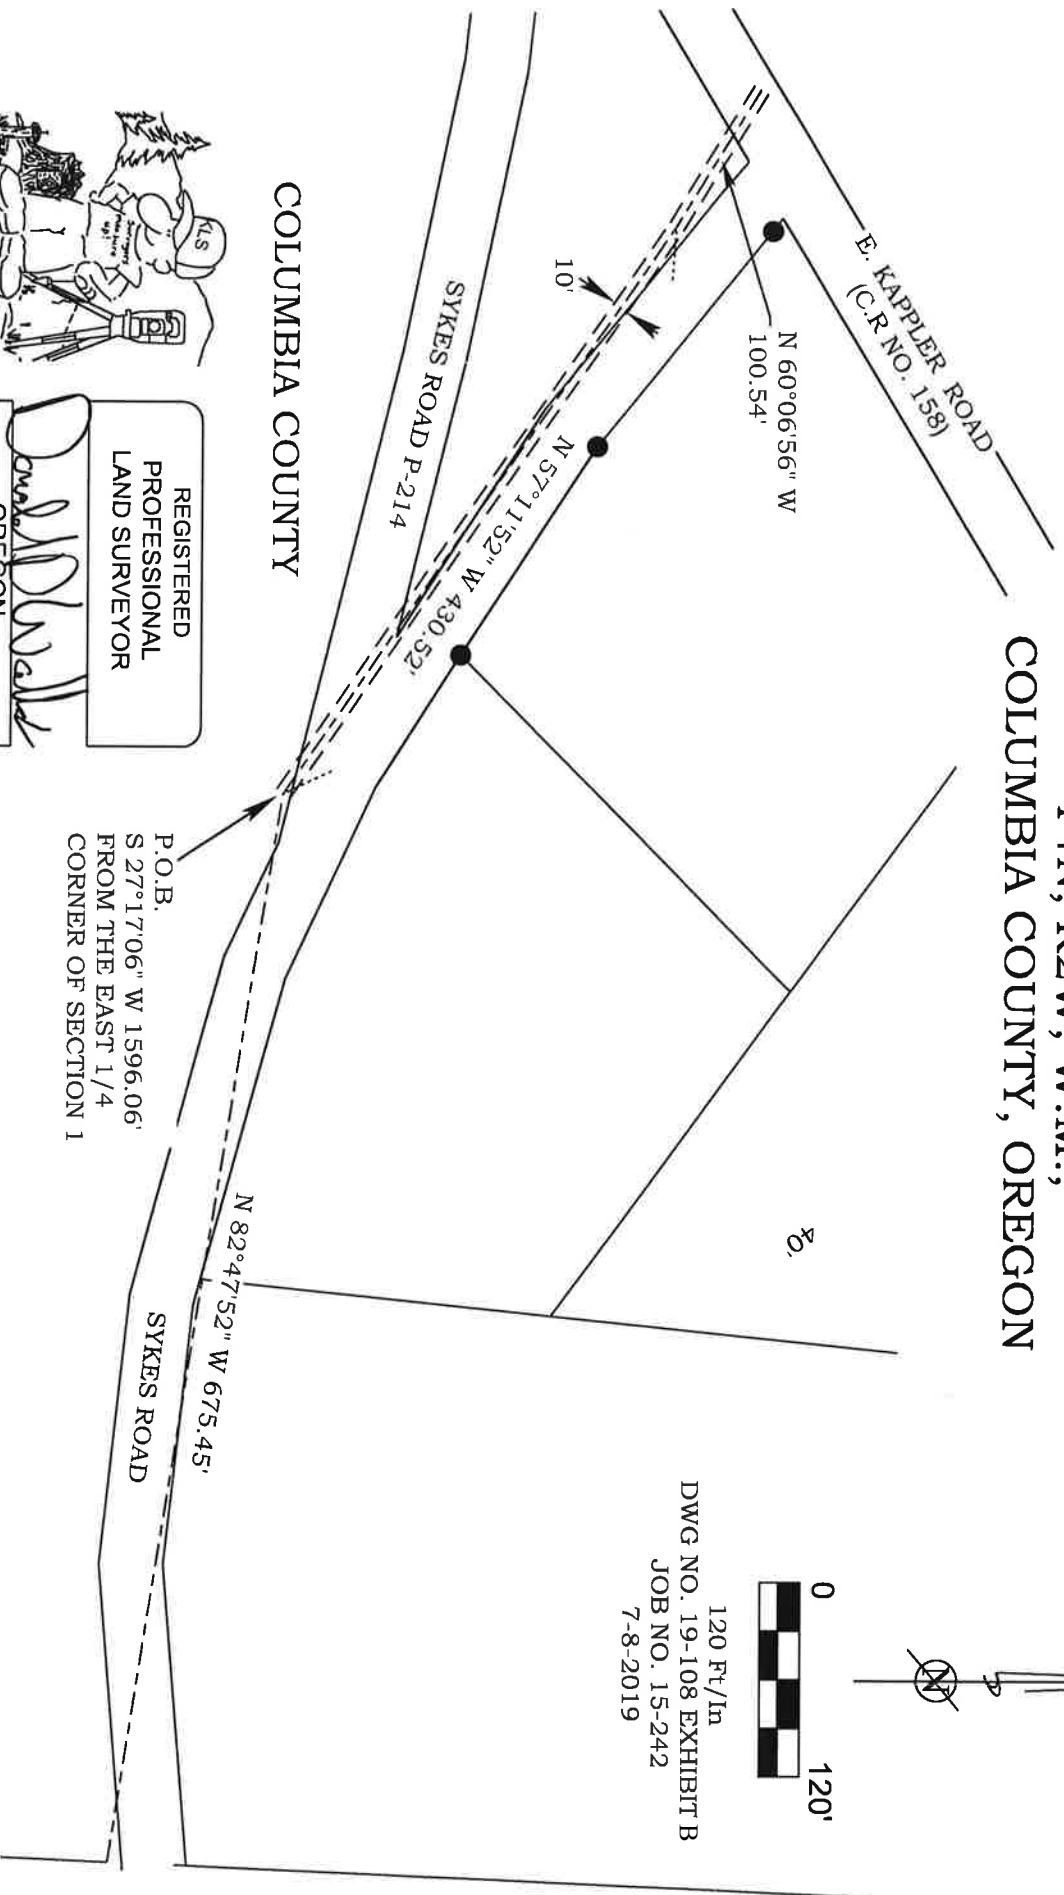 COLUMBIA COUNTY, OREGON
E. KAPPLER ROAD
(C.R NO. 158)
N 60°06'56" W
100.54'
10'
N 57°11'52" W 430.52'
SYKES ROAD P-214
COLUMBIA COUNTY
40'
0
120'
120 Ft/In
DWG NO. 19-108 EXHIBIT B
JOB NO. 15-242
7-8-2019
N 82°47'52" W 675.45'
SYKES ROAD
P.O.B.
S 27°17'06" W 1596.06'
FROM THE EAST 1/4
CORNER OF SECTION 1
REGISTERED
PROFESSIONAL
LAND SURVEYOR
OREGON
KLS
N